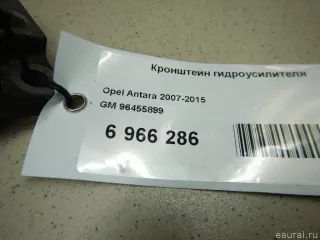 Кронштейн гидроусилителя
Opel Antara 2007-2015
GM 96455899
6 966 286
eaural.ru